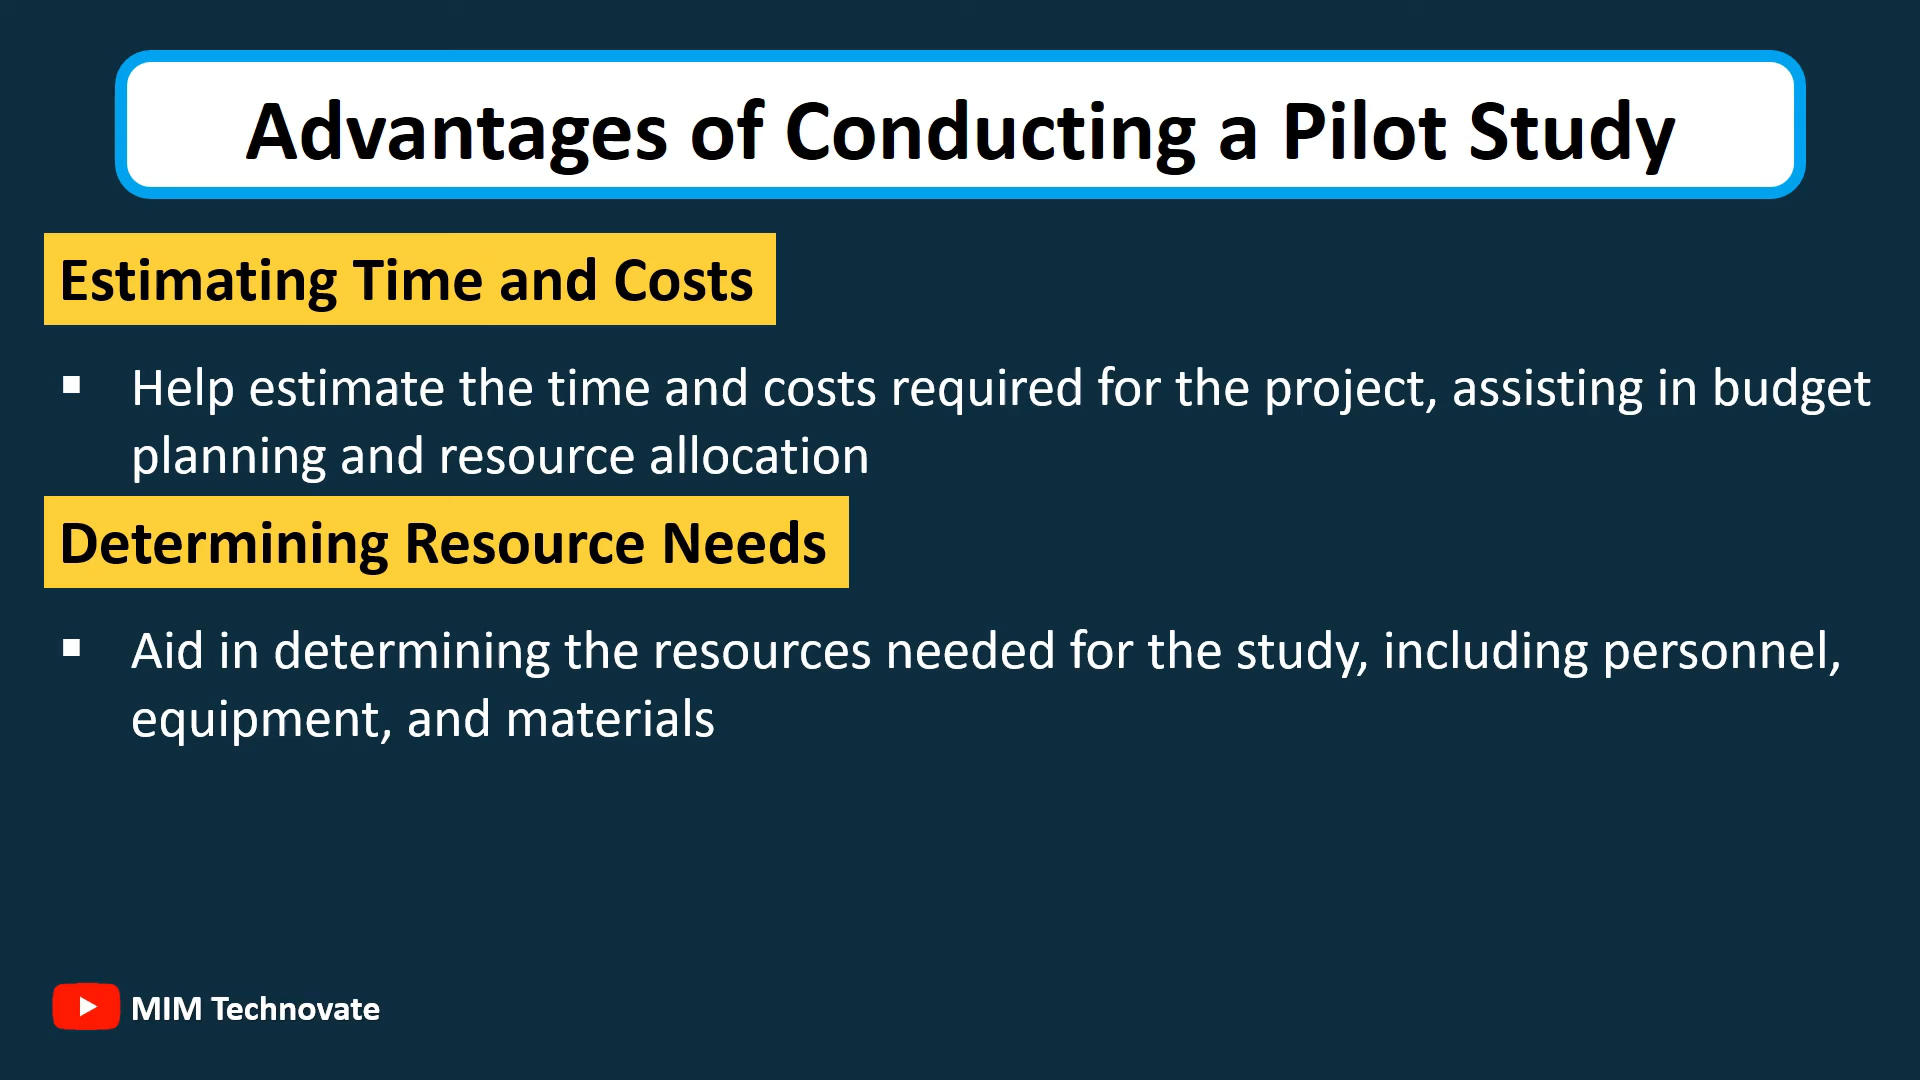 Advantages of Conducting a Pilot Study
Estimating Time and Costs
▪ Help estimate the time and costs required for the project, assisting in budget
planning and resource allocation
Determining Resource Needs
▪ Aid in determining the resources needed for the study, including personnel,
equipment, and materials
MIM Technovate